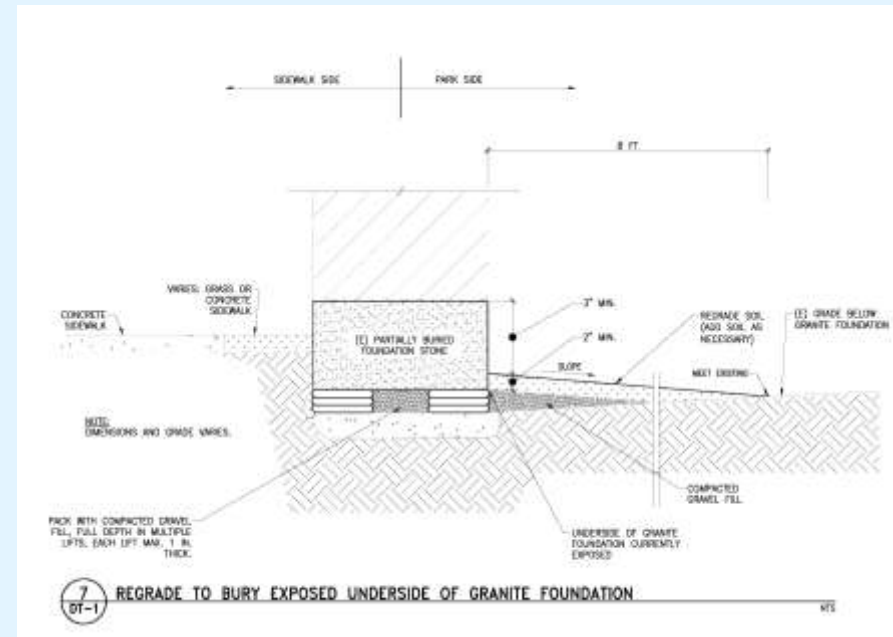 SIDEWALK SIDE
PARK SIDE
8 FT.
VARIES: GRASS OR
CONCRETE
SIDEWALK
CONCRETE
SIDEWALK
(E) PARTIALLY BURIED
FOUNDATION STONE
3" MIN.
2" MIN.
SLOPE
REGRADE SOIL
(ADD SOIL AS
NECESSARY)
MEET EXISTING
(E) GRADE BELOW
GRANITE FOUNDATION
NOTE:
DIMENSIONS AND GRADE VARIES.
PACK WITH COMPACTED GRAVEL
FILL, FULL DEPTH IN MULTIPLE
LIFTS, EACH LIFT MAX. 1 IN.
THICK.
COMPACTED
GRAVEL FILL
UNDERSIDE OF GRANITE
FOUNDATION CURRENTLY
EXPOSED
7
DT-1
REGRADE TO BURY EXPOSED UNDERSIDE OF GRANITE FOUNDATION
NTS